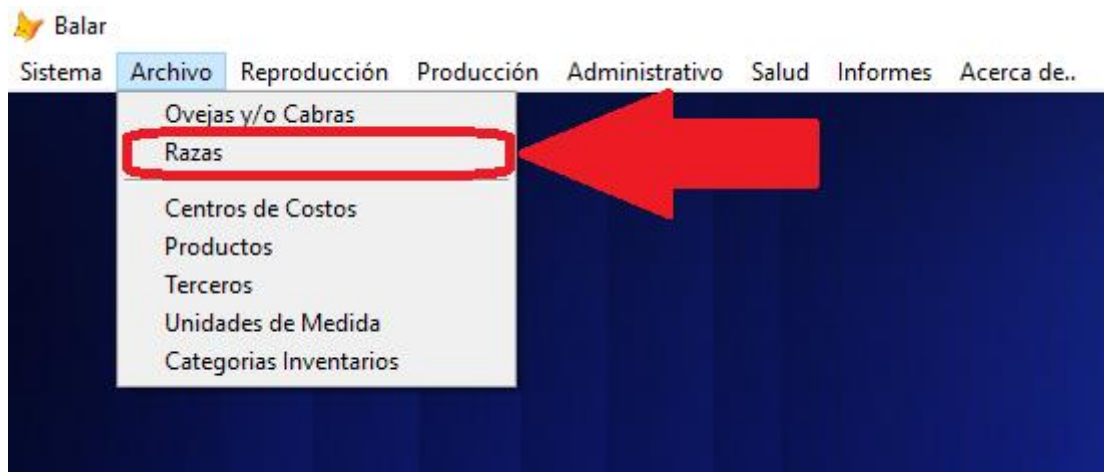 Balar
Sistema Archivo Reproducción Producción Administrativo Salud Informes Acerca de..
Ovejas y/o Cabras
Razas
Centros de Costos
Productos
Terceros
Unidades de Medida
Categorias Inventarios